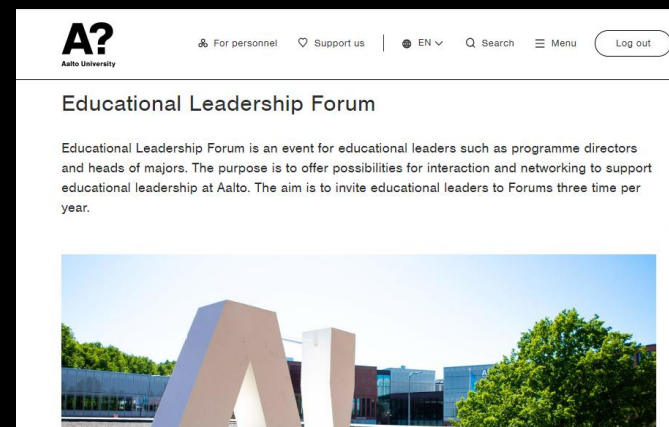 A?
Aalto University
For personnel
Support us
EN
Search
Menu
Log out
Educational Leadership Forum
Educational Leadership Forum is an event for educational leaders such as programme directors
and heads of majors. The purpose is to offer possibilities for interaction and networking to support
educational leadership at Aalto. The aim is to invite educational leaders to Forums three time per
year.